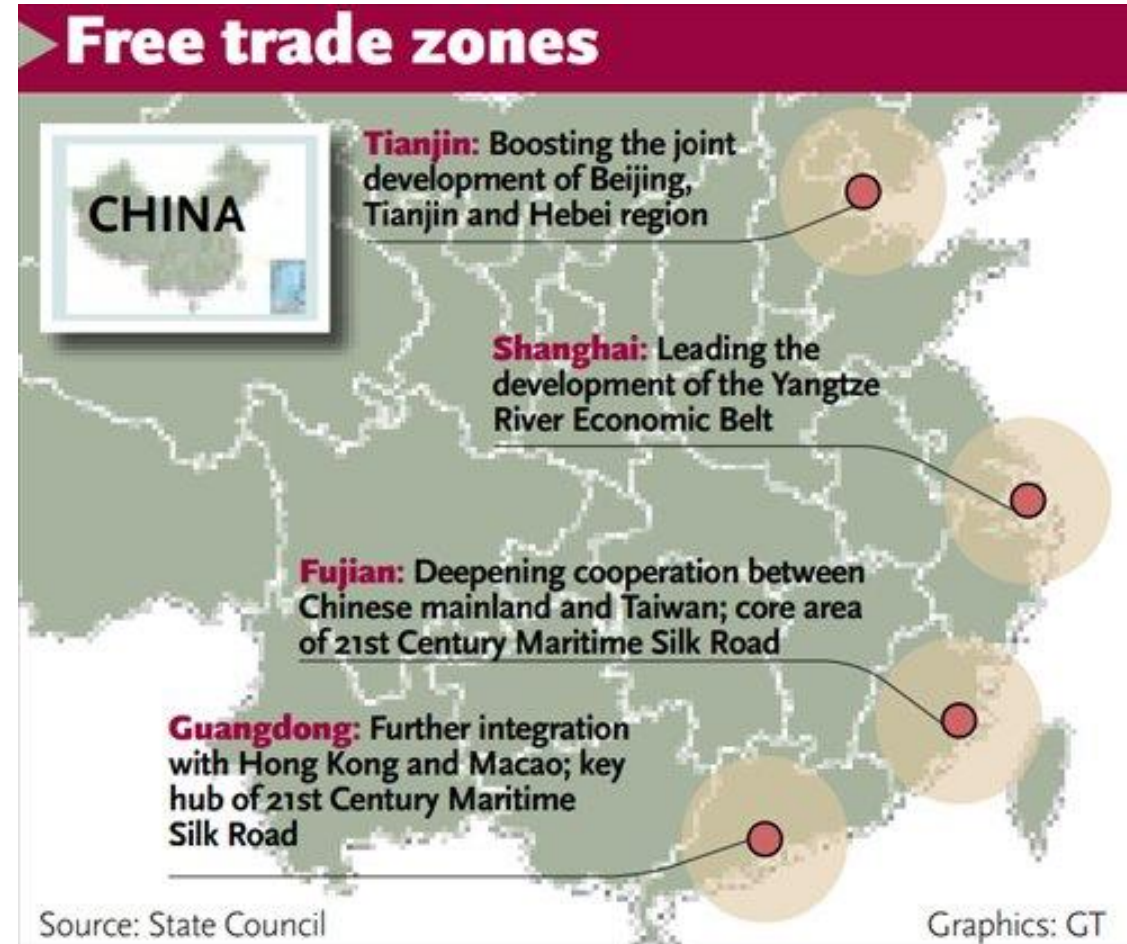 Free trade zones
CHINA
Tianjin: Boosting the joint
development of Beijing,
Tianjin and Hebei region
Shanghai: Leading the
development of the Yangtze
River Economic Belt
Fujian: Deepening cooperation between
Chinese mainland and Taiwan; core area
of 21st Century Maritime Silk Road
Guangdong: Further integration
with Hong Kong and Macao; key
hub of 21st Century Maritime
Silk Road
Source: State Council
Graphics: GT